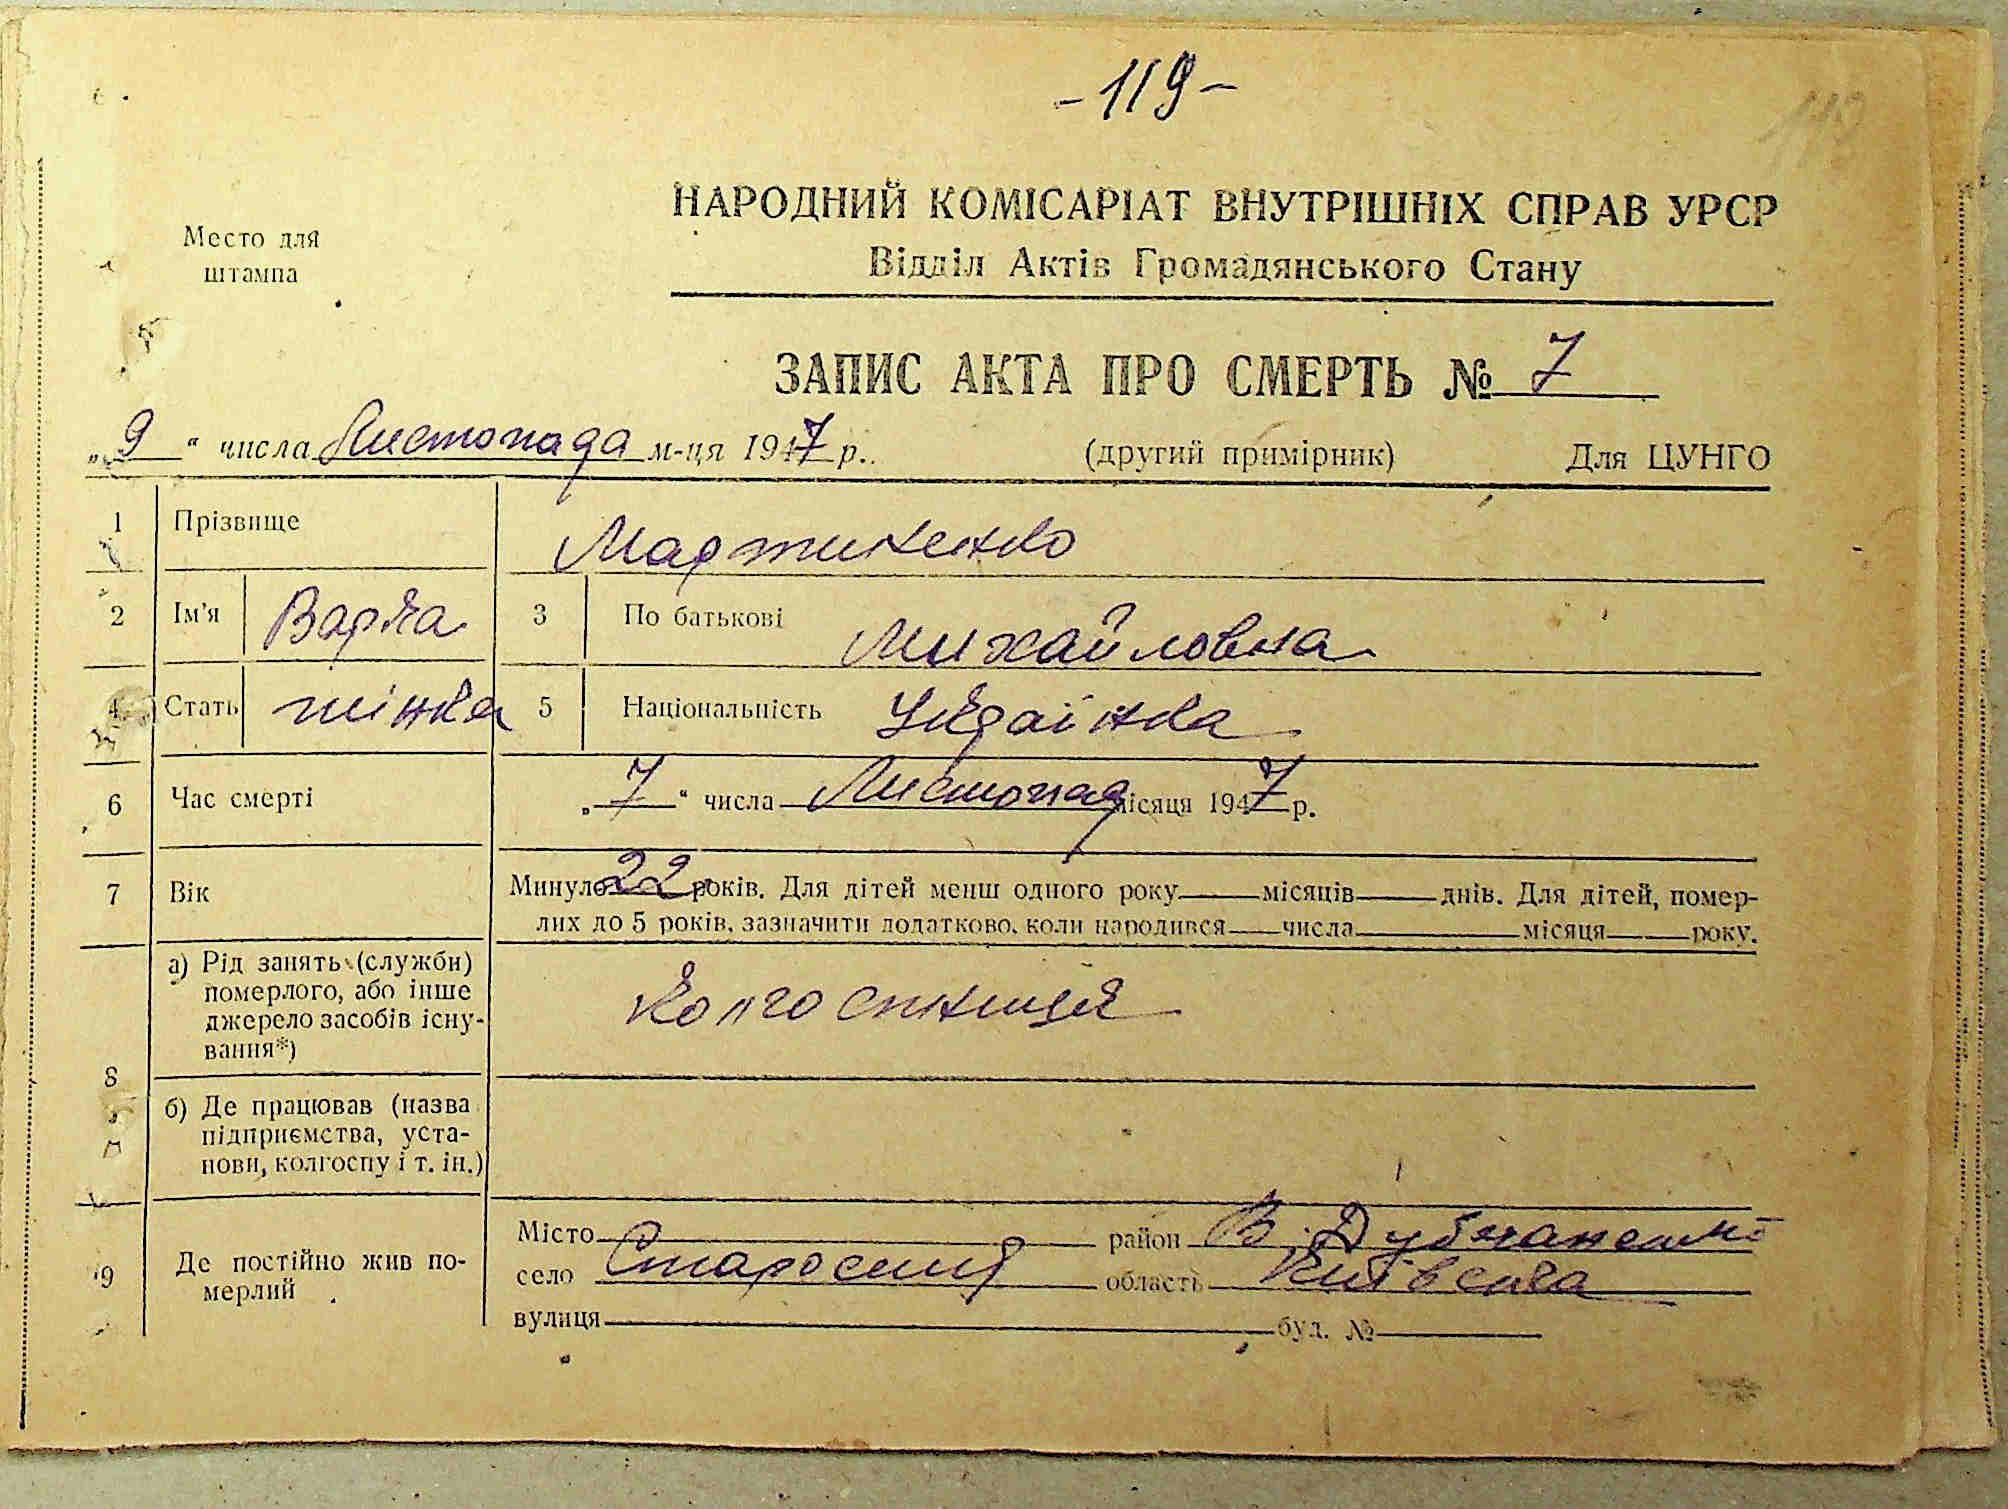 -119-
119
НАРОДНИЙ КОМІСАРІАТ ВНУТРІШНІХ СПРАВ УРСР
Место для
штампа
Відділ Актів Громадянського Стану
ЗАПИС АКТА ПРО СМЕРТЬ № 7
„9“ числа Листопада м-ця 1947 р. (другий примірник) Для ЦУНГО
1 Прізвище Мартиненко
2 Ім'я Варка 3 По батькові Михайловна
4 Стать жінка 5 Національність Українка
6 Час смерті „7“ числа Листопад місяця 1947 р.
7 Вік Минуло 22 років. Для дітей менш одного року місяців днів. Для дітей, помер-
лих до 5 років, зазначити додатково, коли народився числа місяця року.
8 а) Рід занять (служби)
померлого, або інше
джерело засобів існу-
вання*)
колгоспниця
б) Де працював (назва
підприємства, уста-
нови, колгоспу і т. ін.)
9 Де постійно жив по-
мерлий
Місто район В. Дубечанськ
село Старосілля область Київська
вулиця буд. №